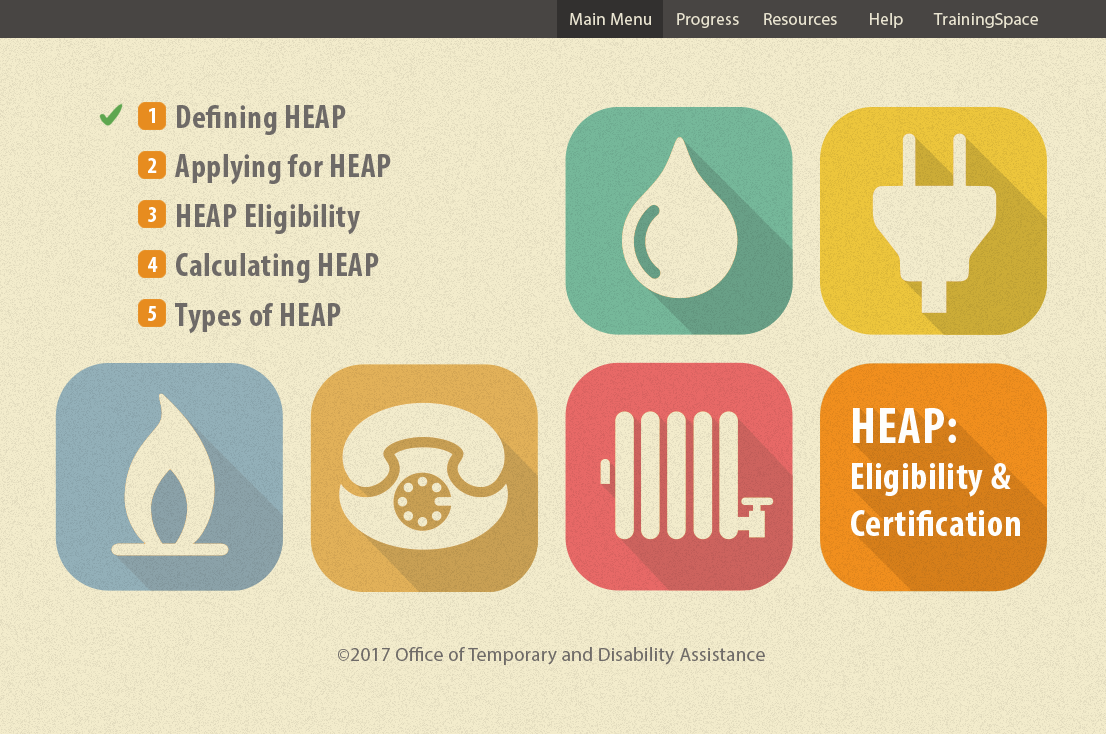 Main Menu Progress Resources Help TrainingSpace
1 Defining HEAP
2 Applying for HEAP
3 HEAP Eligibility
4 Calculating HEAP
5 Types of HEAP
HEAP:
Eligibility &
Certification
©2017 Office of Temporary and Disability Assistance